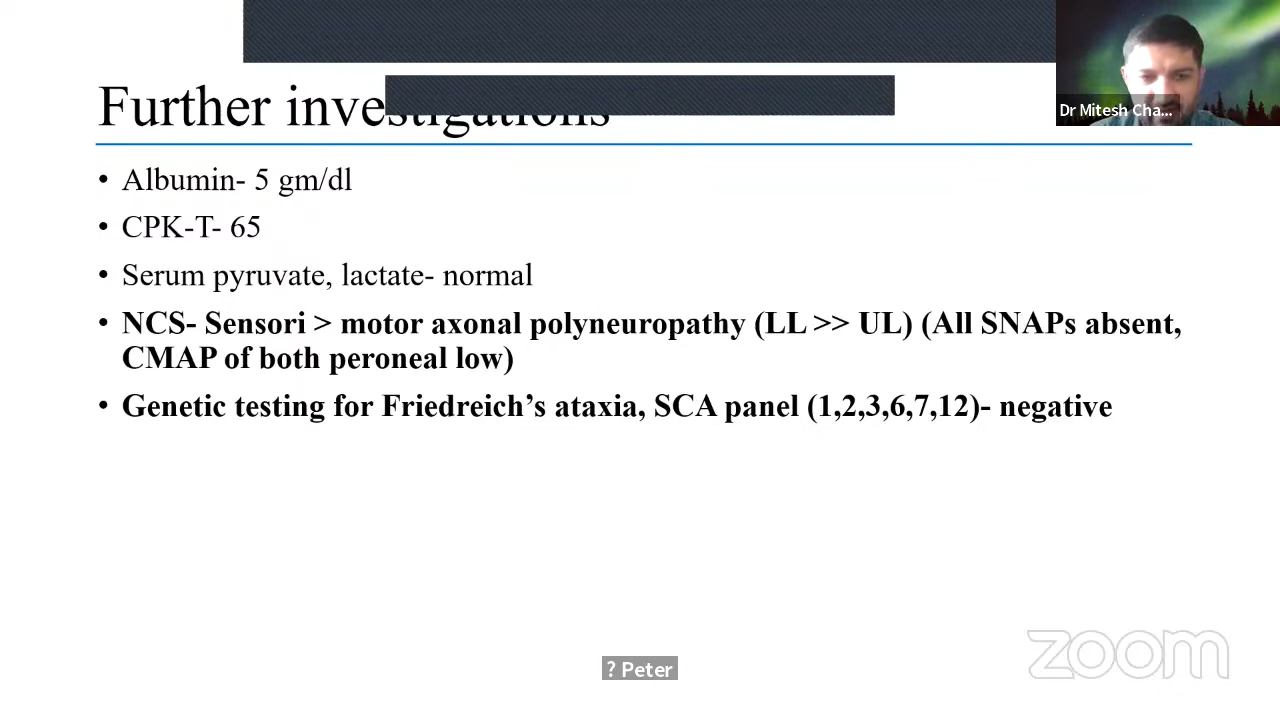 Further investigations
Dr Mitesh Cha...
• Albumin- 5 gm/dl
• CPK-T- 65
• Serum pyruvate, lactate- normal
• NCS- Sensori > motor axonal polyneuropathy (LL >> UL) (All SNAPs absent,
CMAP of both peroneal low)
• Genetic testing for Friedreich’s ataxia, SCA panel (1,2,3,6,7,12)- negative
zoom
? Peter